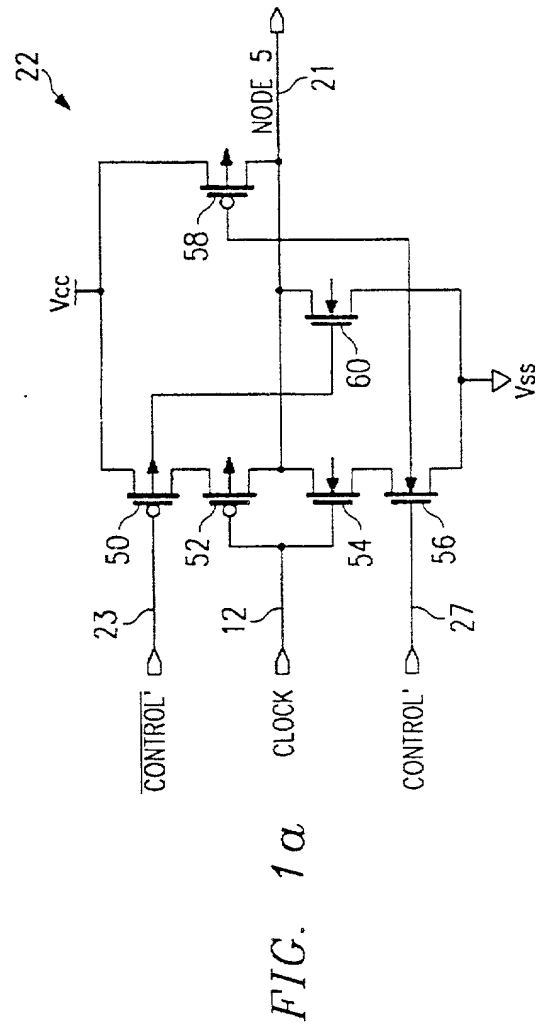 22
Vcc
NODE 5
21
58
60
50
52
54
56
Vss
23
12
27
CONTROL'
CLOCK
CONTROL'
FIG. 1a